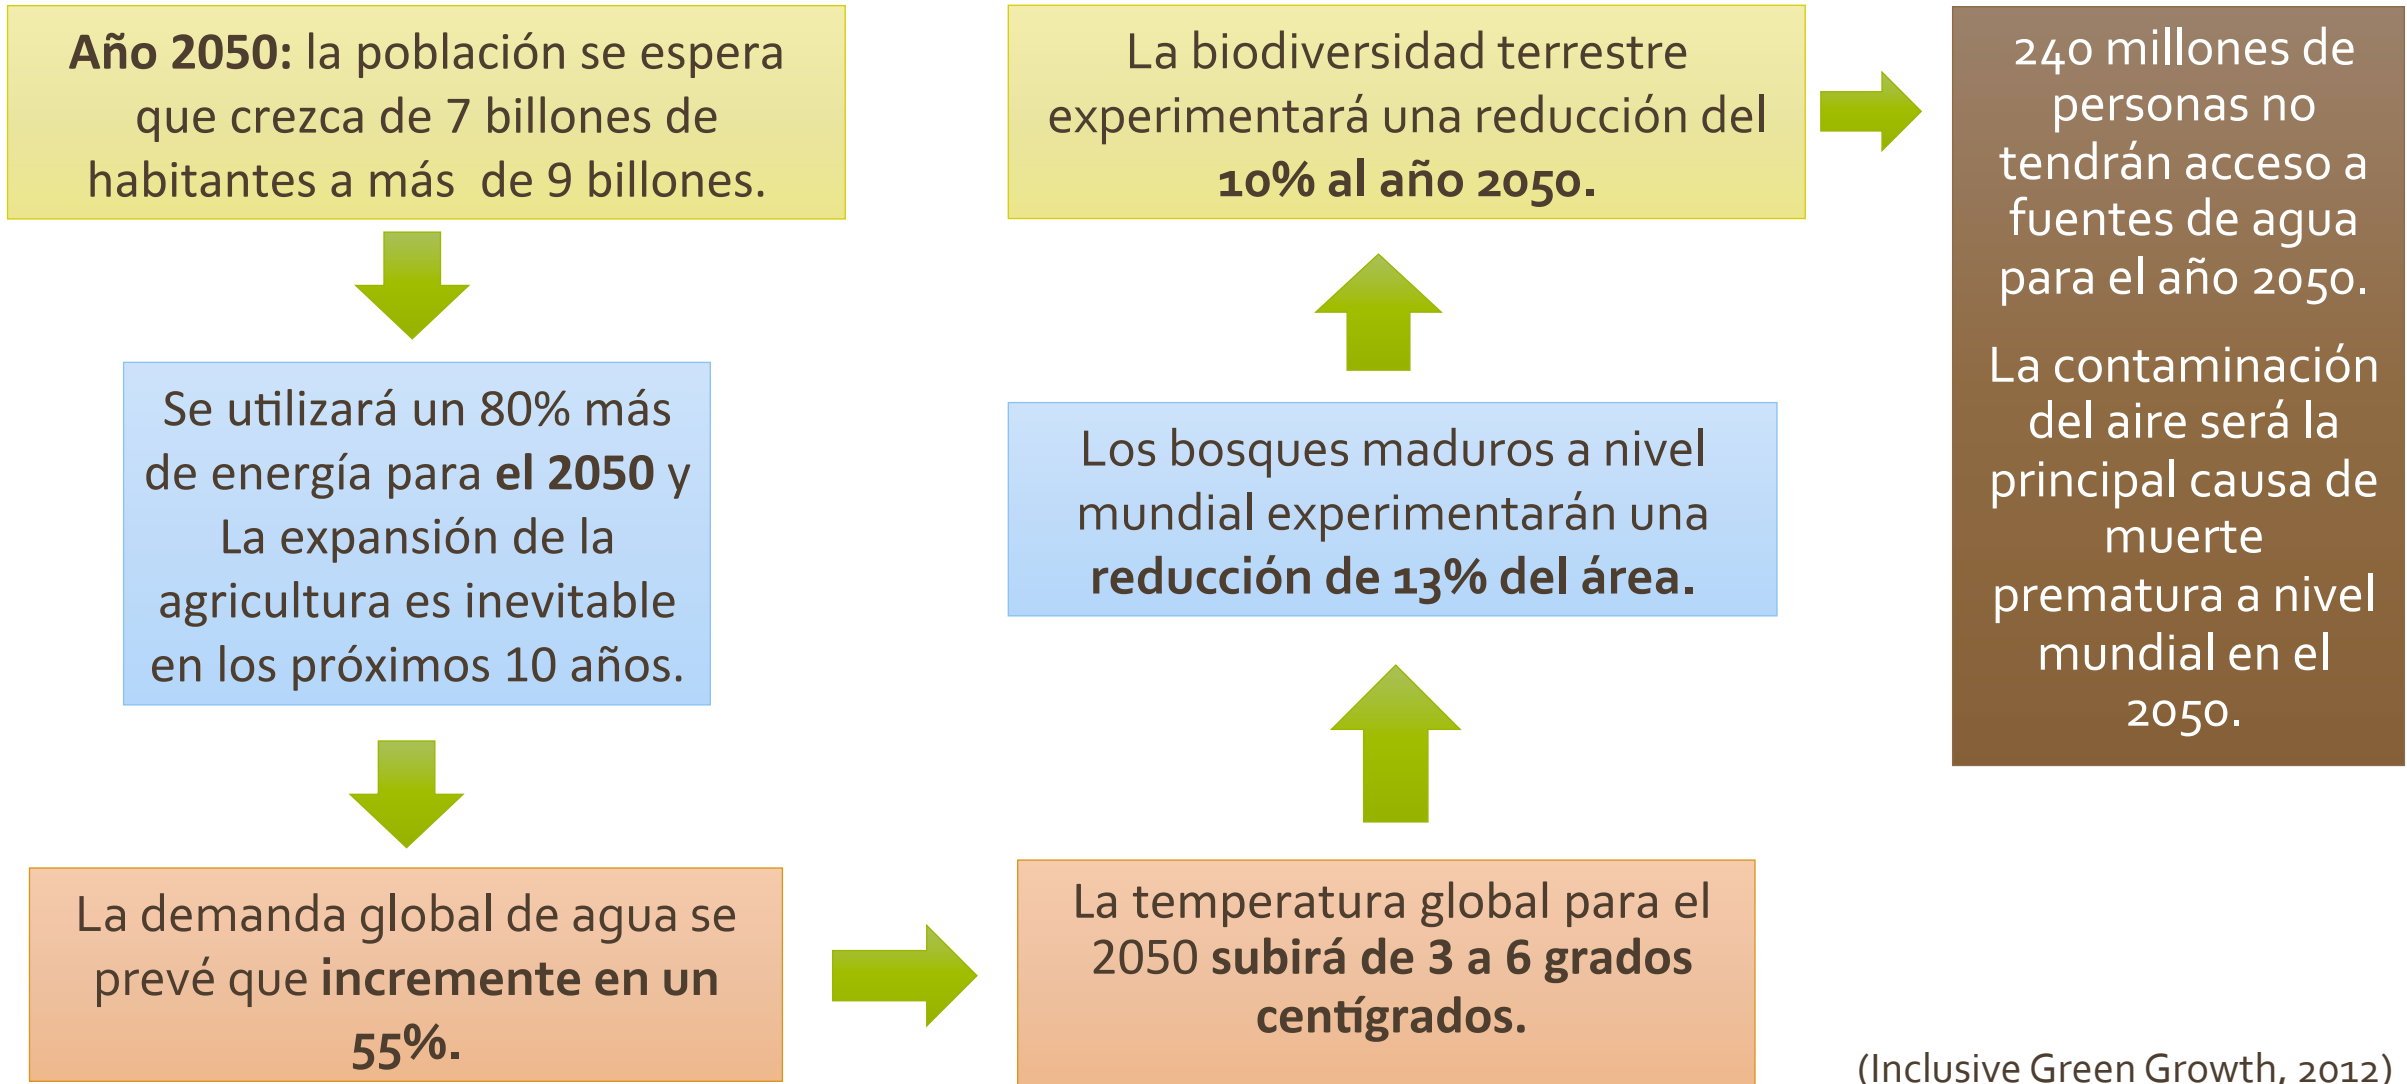 Año 2050: la población se espera
que crezca de 7 billones de
habitantes a más  de 9 billones.
Se utilizará un 80% más
de energía para el 2050 y
La expansión de la
agricultura es inevitable
en los próximos 10 años.
La demanda global de agua se
prevé que incremente en un
55%.
La temperatura global para el
2050 subirá de 3 a 6 grados
centígrados.
Los bosques maduros a nivel
mundial experimentarán una
reducción de 13% del área.
La biodiversidad terrestre
experimentará una reducción del
10% al año 2050.
240 millones de
personas no
tendrán acceso a
fuentes de agua
para el año 2050.
La contaminación
del aire será la
principal causa de
muerte
prematura a nivel
mundial en el
2050.
(Inclusive Green Growth, 2012)